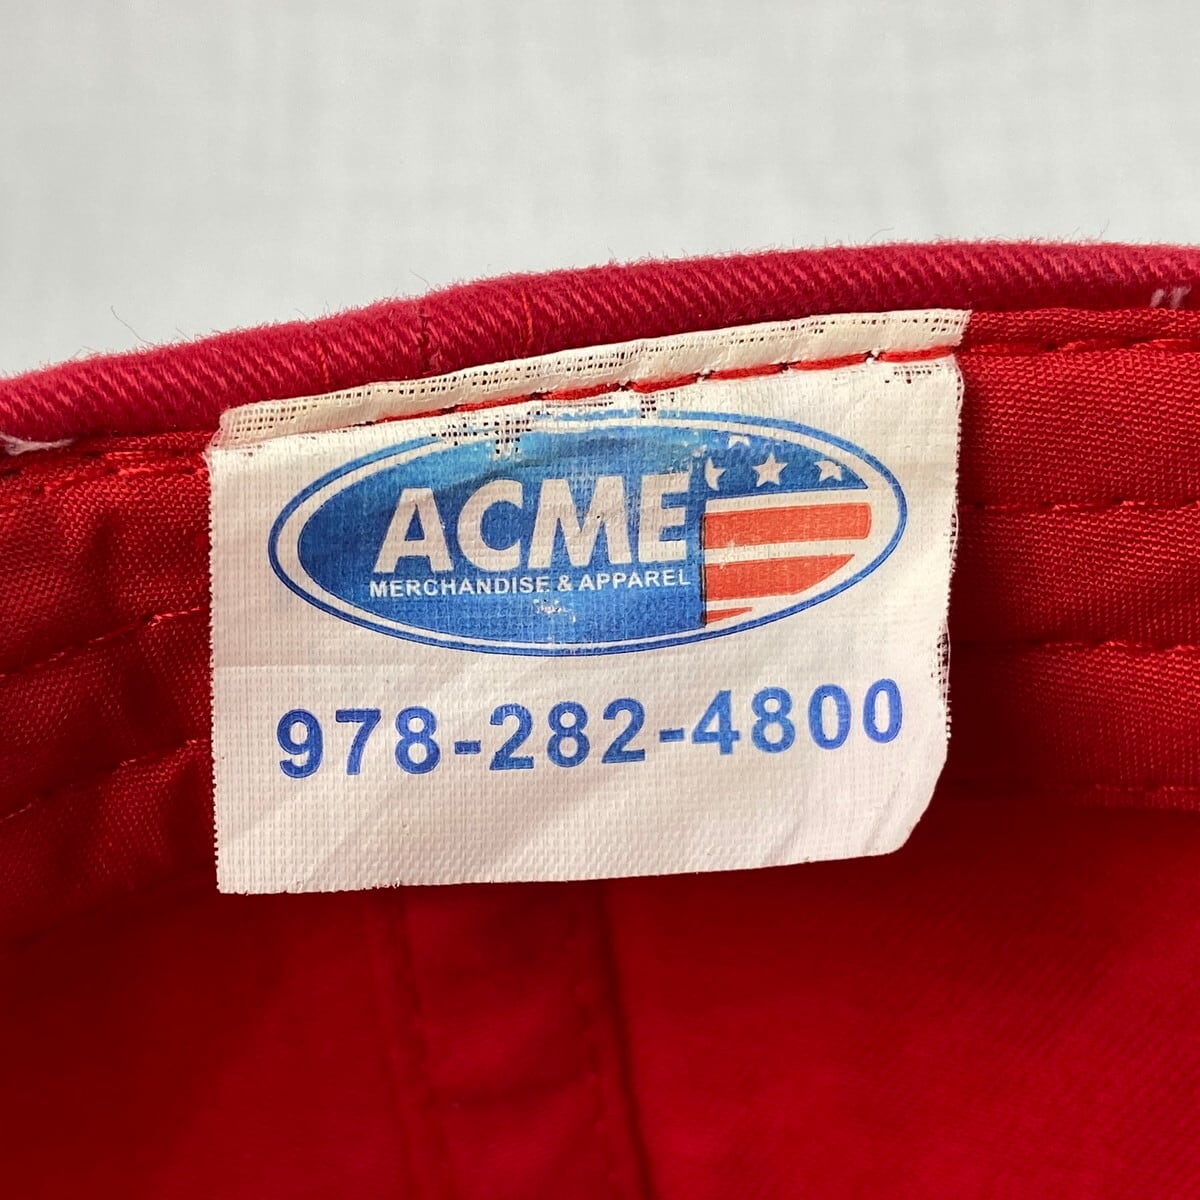 ACME
MERCHANDISE & APPAREL
978-282-4800